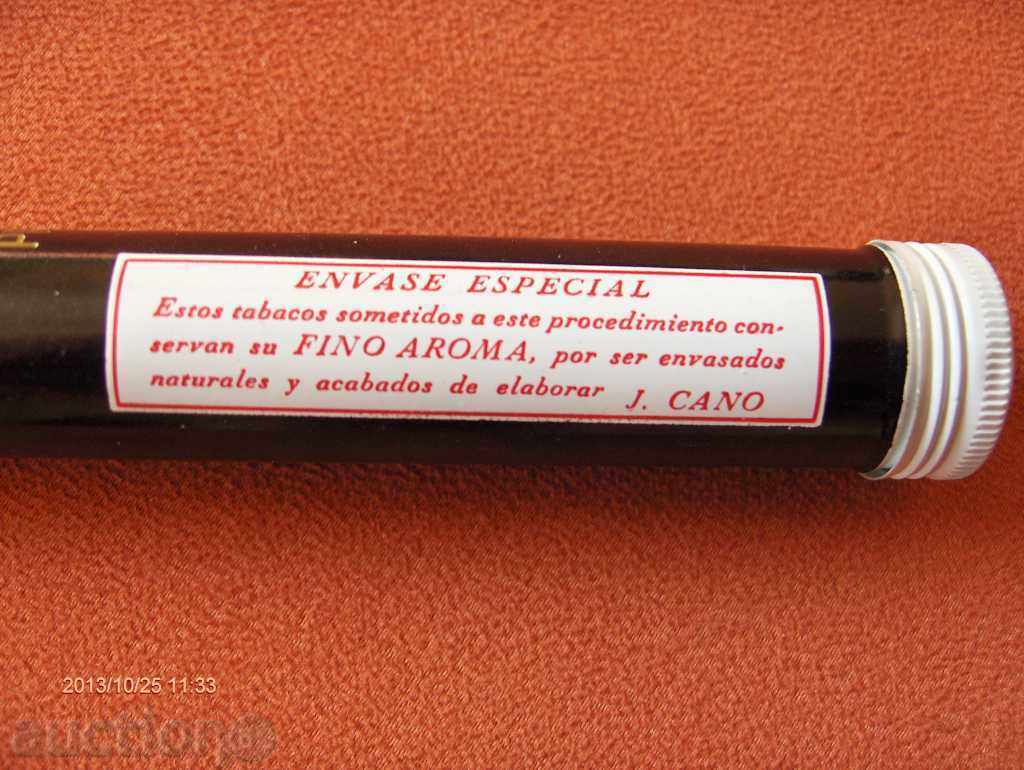 ENVASE ESPECIAL
Estos tabacos sometidos a este procedimiento con-
servan su FINO AROMA, por ser envasados
naturales y acabados de elaborar J. CANO
2013/10/25 11:33
auction.bg